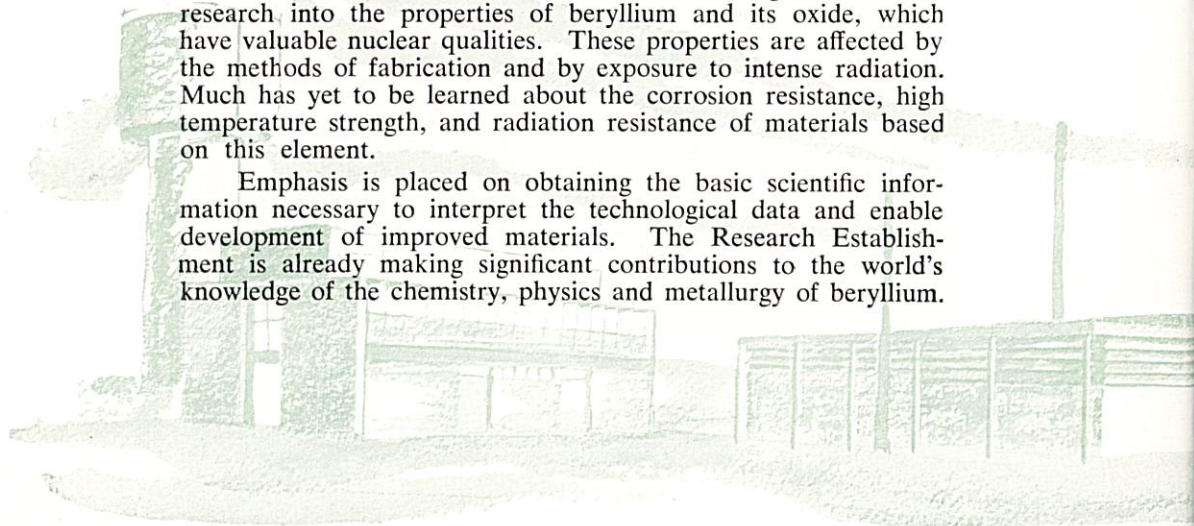 research into the properties of beryllium and its oxide, which
have valuable nuclear qualities. These properties are affected by
the methods of fabrication and by exposure to intense radiation.
Much has yet to be learned about the corrosion resistance, high
temperature strength, and radiation resistance of materials based
on this element.
Emphasis is placed on obtaining the basic scientific infor-
mation necessary to interpret the technological data and enable
development of improved materials. The Research Establish-
ment is already making significant contributions to the world's
knowledge of the chemistry, physics and metallurgy of beryllium.